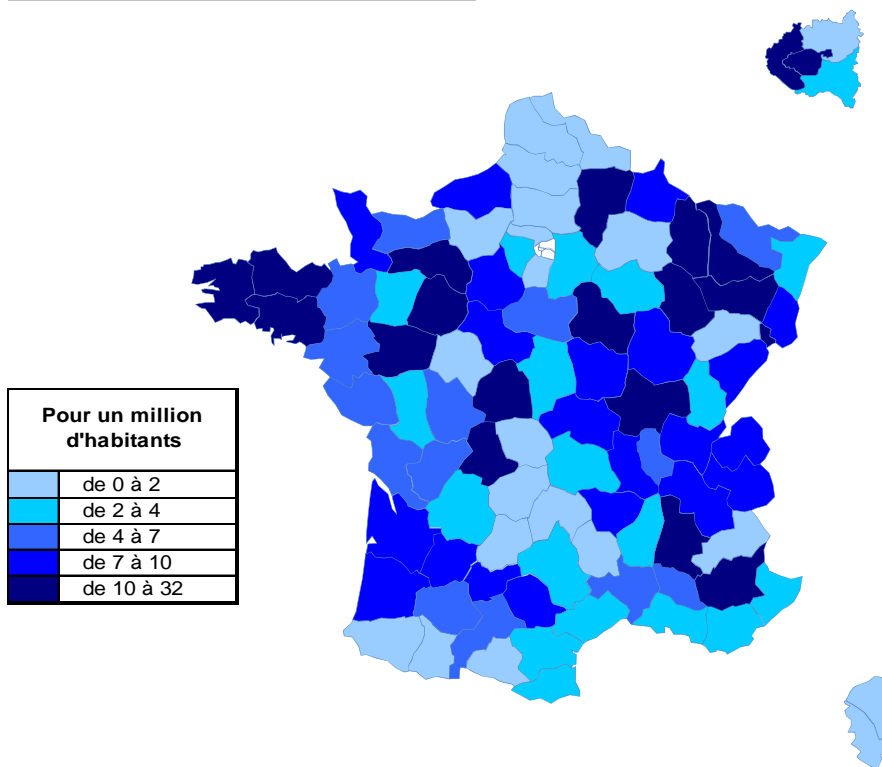 Pour un million
d'habitants
de 0 à 2
de 2 à 4
de 4 à 7
de 7 à 10
de 10 à 32